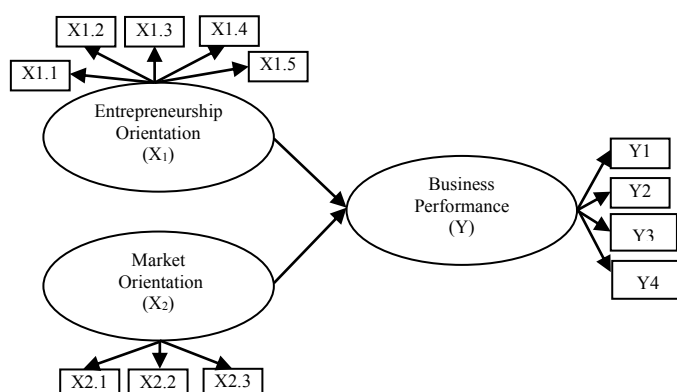 X1.2
X1.3
X1.4
X1.1
X1.5
Entrepreneurship
Orientation
(X₁)
Business
Performance
(Y)
Y1
Y2
Y3
Y4
Market
Orientation
(X₂)
X2.1
X2.2
X2.3